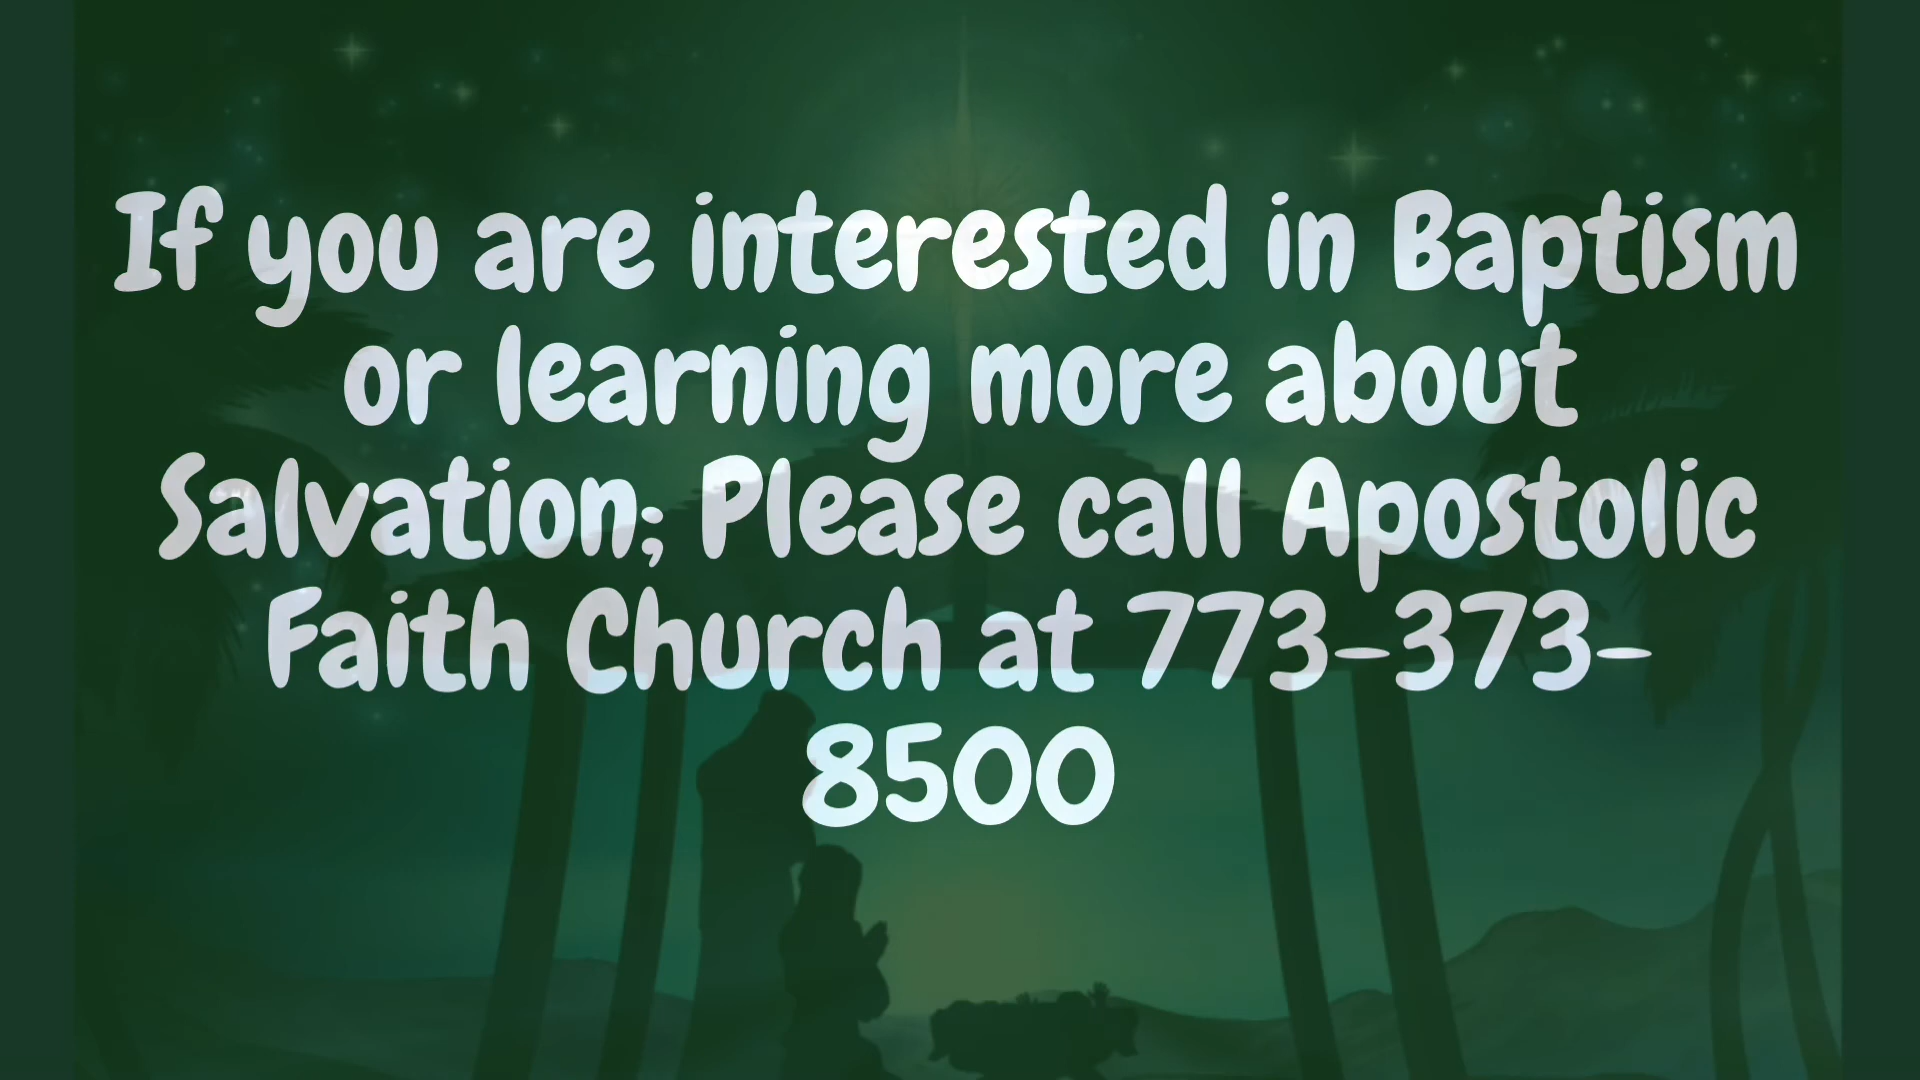 If you are interested in Baptism
or learning more about
Salvation; Please call Apostolic
Faith Church at 773-373-
8500